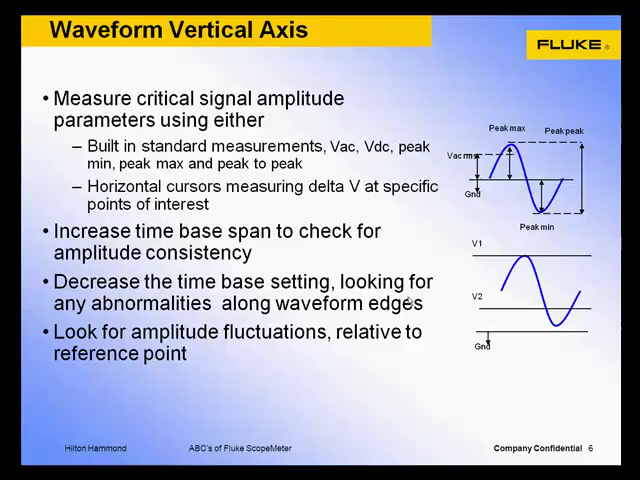 Waveform Vertical Axis
FLUKE®
• Measure critical signal amplitude
parameters using either
– Built in standard measurements, Vac, Vdc, peak
min, peak max and peak to peak
– Horizontal cursors measuring delta V at specific
points of interest
• Increase time base span to check for
amplitude consistency
• Decrease the time base setting, looking for
any abnormalities along waveform edges
• Look for amplitude fluctuations, relative to
reference point
Peak max
Peak peak
Vac rms
Gnd
Peak min
V1
V2
Gnd
Hilton Hammond
ABC's of Fluke ScopeMeter
Company Confidential 6